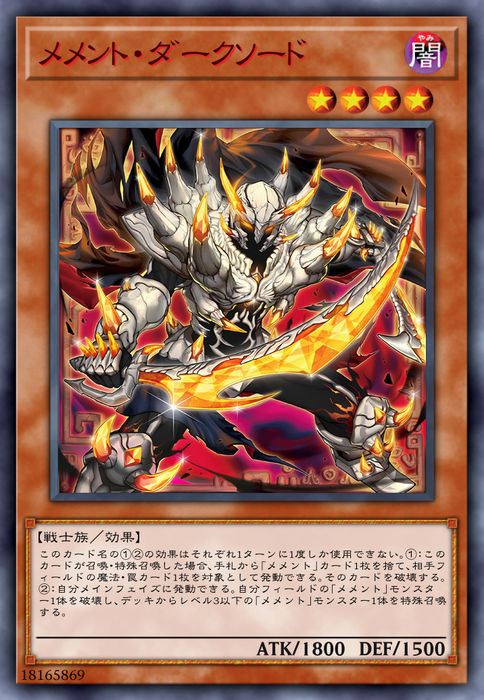 メメント・ダークソード
やみ
闇
【戦士族／効果】
このカード名の①②の効果はそれぞれ1ターンに1度しか使用できない。①：この
カードが召喚・特殊召喚した場合、手札から「メメント」カード1枚を捨て、相手フ
ィールドの魔法・罠カード1枚を対象として発動できる。そのカードを破壊する。
②：自分メインフェイズに発動できる。自分フィールドの「メメント」モンスタ
ー1体を破壊し、デッキからレベル3以下の「メメント」モンスター1体を特殊召喚
する。
ATK/1800 DEF/1500
18165869